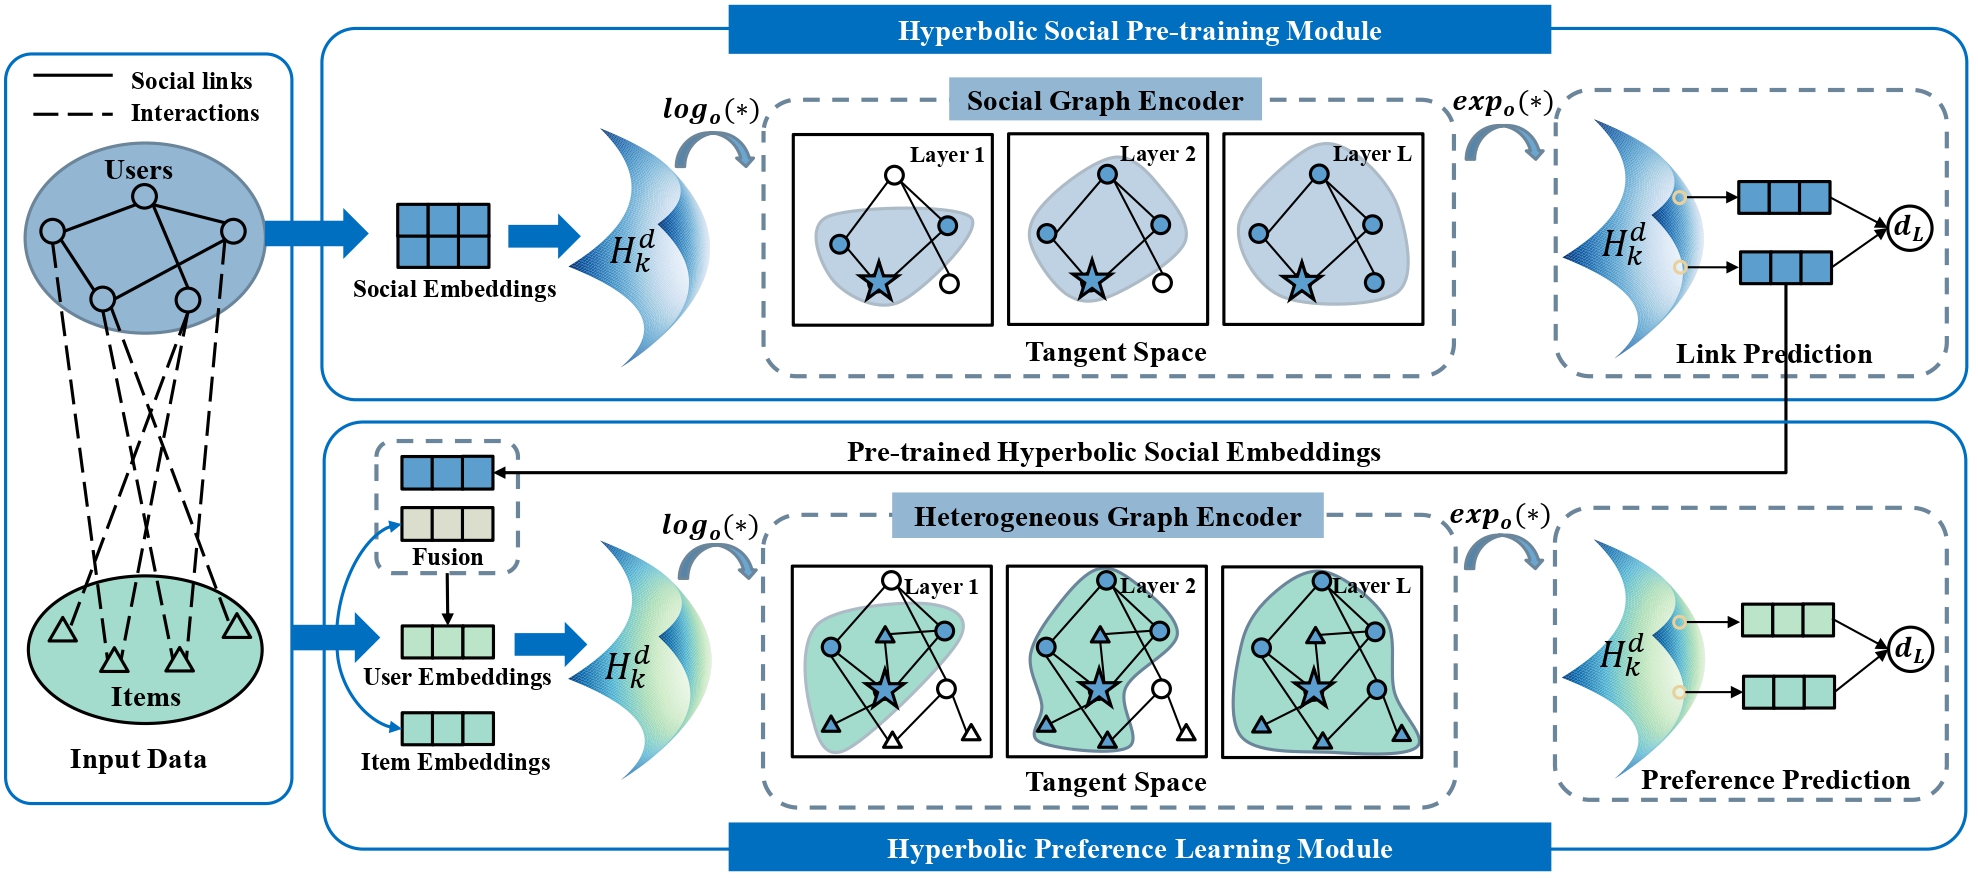 Hyperbolic Social Pre-training Module
Social links
Interactions
Users
Items
Input Data
Social Embeddings
H_k^d
log_o(*)
Social Graph Encoder
Layer 1
Layer 2
Layer L
Tangent Space
exp_o(*)
H_k^d
d_L
Link Prediction
Pre-trained Hyperbolic Social Embeddings
Fusion
User Embeddings
Item Embeddings
H_k^d
log_o(*)
Heterogeneous Graph Encoder
Layer 1
Layer 2
Layer L
Tangent Space
exp_o(*)
H_k^d
d_L
Preference Prediction
Hyperbolic Preference Learning Module